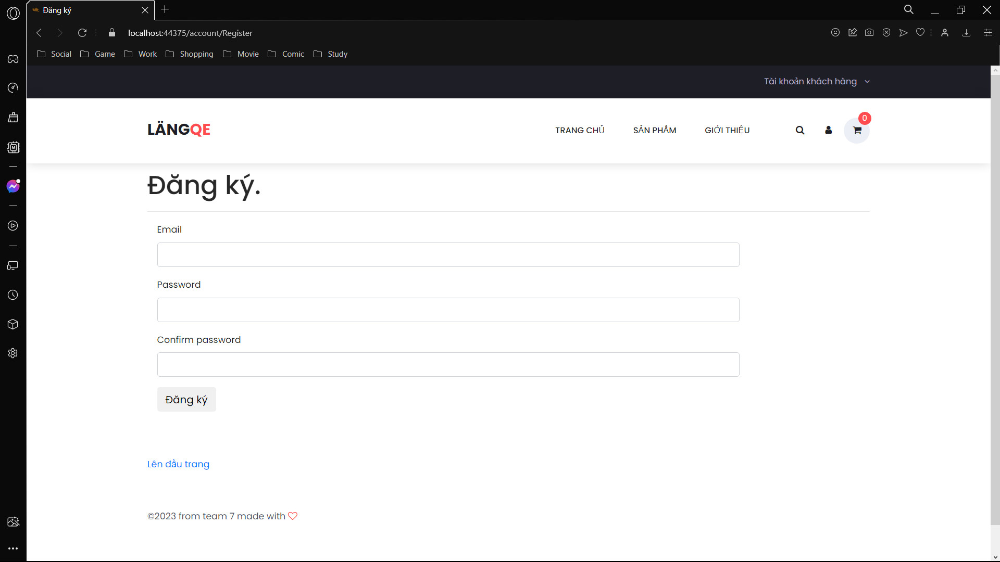 Đăng ký
localhost:44375/account/Register
Social Game Work Shopping Movie Comic Study
Tài khoản khách hàng
LÄNGQE
TRANG CHỦ SẢN PHẨM GIỚI THIỆU 0
Đăng ký.
Email
Password
Confirm password
Đăng ký
Lên đầu trang
©2023 from team 7 made with